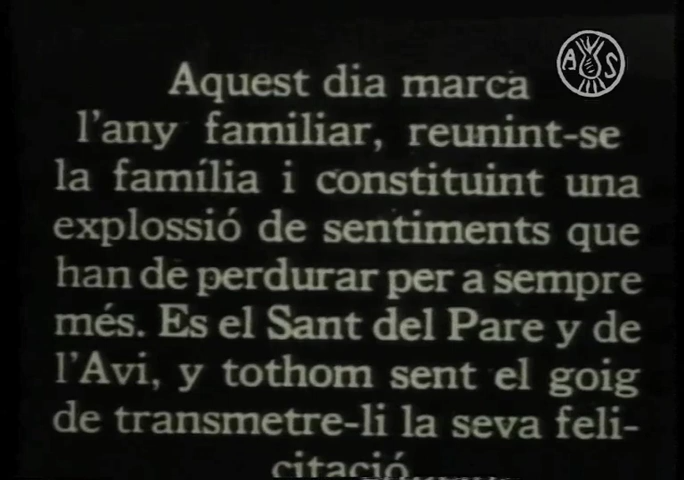 A S
Aquest dia marca
l'any familiar, reunint-se
la família i constituint una
explossió de sentiments que
han de perdurar per a sempre
més. Es el Sant del Pare y de
l'Avi, y tothom sent el goig
de transmetre-li la seva feli-
citació